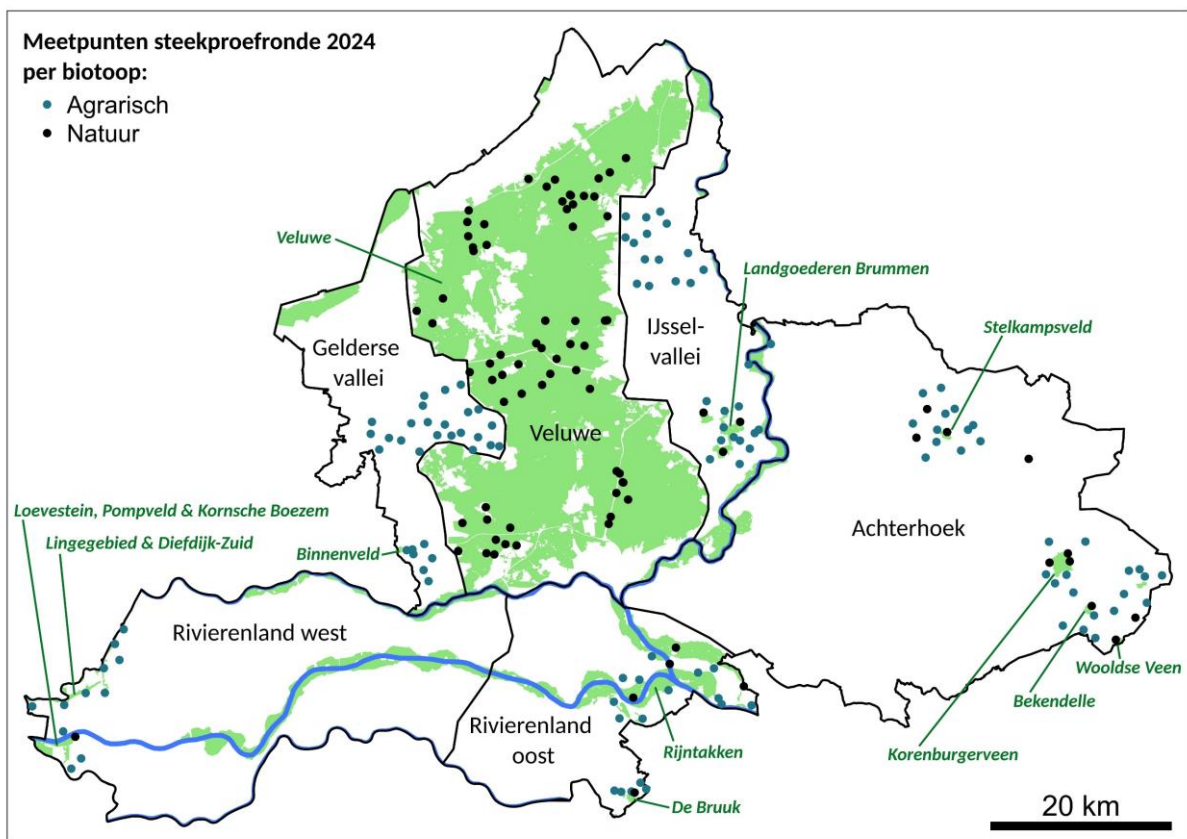 Meetpunten steekproefronde 2024
per biotoop:
Agrarisch
Natuur
Veluwe
Landgoederen Brummen
Stelkampsveld
IJssel-
vallei
Gelderse
vallei
Veluwe
Loevestein, Pompveld & Kornsche Boezem
Lingegebied & Diefdijk-Zuid
Binnenveld
Achterhoek
Rivierenland west
Wooldse Veen
Bekendelle
Rivierenland
oost
Rijntakken
Korenburgerveen
De Bruuk
20 km